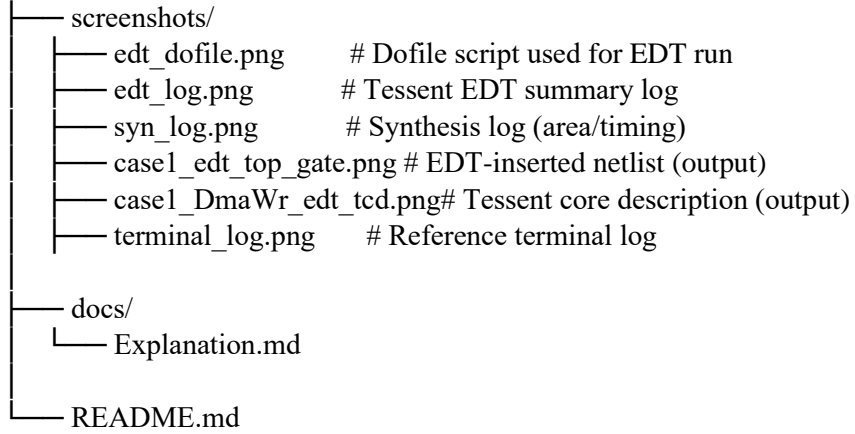 ├── screenshots/
│   ├── edt_dofile.png # Dofile script used for EDT run
│   ├── edt_log.png # Tessent EDT summary log
│   ├── syn_log.png # Synthesis log (area/timing)
│   ├── case1_edt_top_gate.png # EDT-inserted netlist (output)
│   ├── case1_DmaWr_edt_tcd.png# Tessent core description (output)
│   ├── terminal_log.png # Reference terminal log
│
├── docs/
│   └── Explanation.md
│
└── README.md